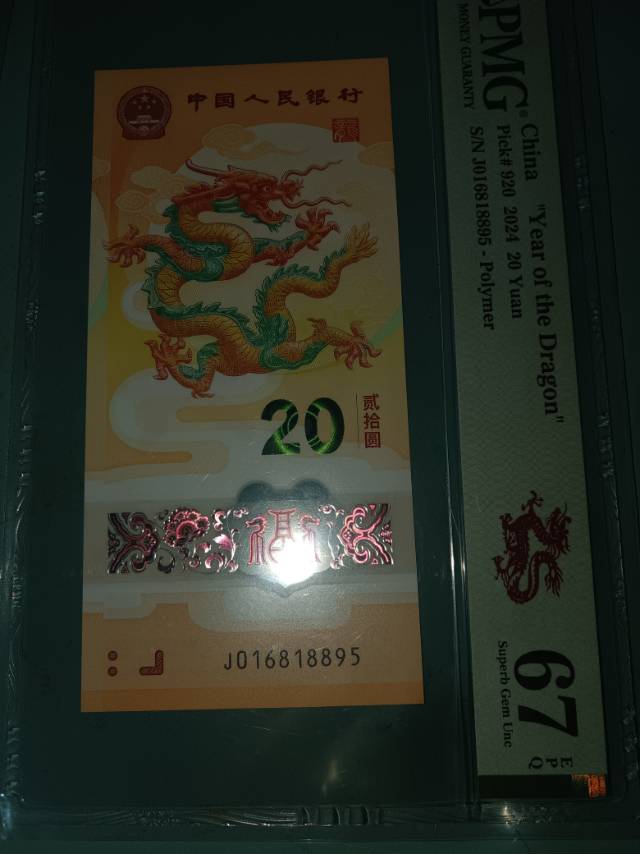 中国人民银行
20
贰拾圆
福
J016818895
PMG®
MONEY GUARANTY
China "Year of the Dragon"
Pick# 920 2024 20 Yuan
S/N J016818895 - Polymer
67
EPQ
Superb Gem Unc